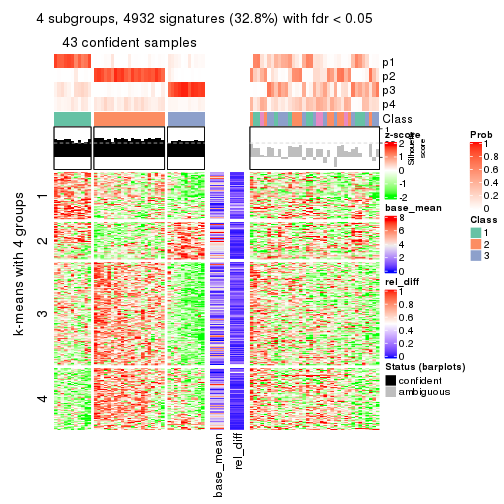 4 subgroups, 4932 signatures (32.8%) with fdr < 0.05
43 confident samples
p1
p2
p3
p4
Class
1
Silhouette
score
z-score
2
1
0
-1
-2
base_mean
8
6
4
2
0
rel_diff
1
0.8
0.6
0.4
0.2
0
Status (barplots)
confident
ambiguous
Prob
1
0.8
0.6
0.4
0.2
0
Class
1
2
3
k-means with 4 groups
1
2
3
4
base_mean
rel_diff